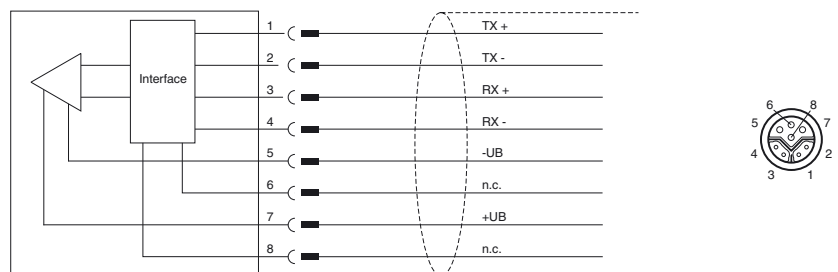 1 TX +
2 TX -
Interface
3 RX +
4 RX -
5 -UB
6 n.c.
7 +UB
8 n.c.
6 8
5 7
4 2
3 1